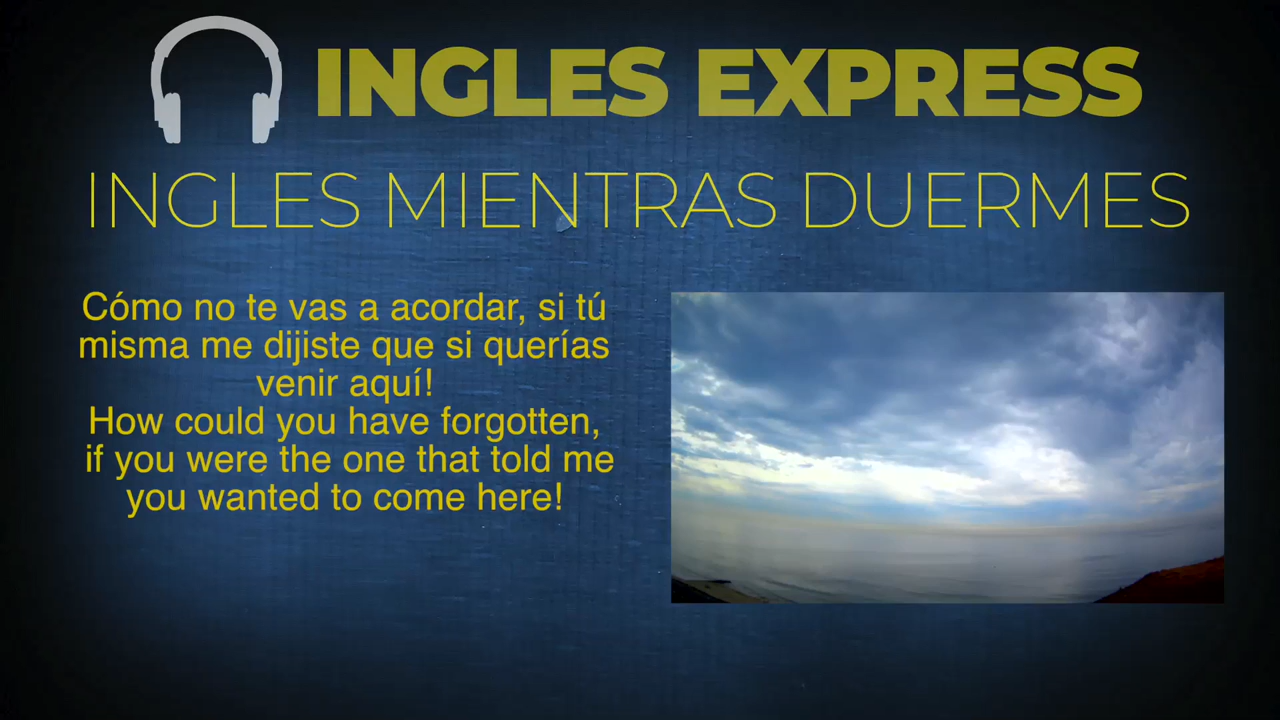 INGLES EXPRESS
INGLES MIENTRAS DUERMES
Cómo no te vas a acordar, si tú
misma me dijiste que si querías
venir aquí!
How could you have forgotten,
if you were the one that told me
you wanted to come here!